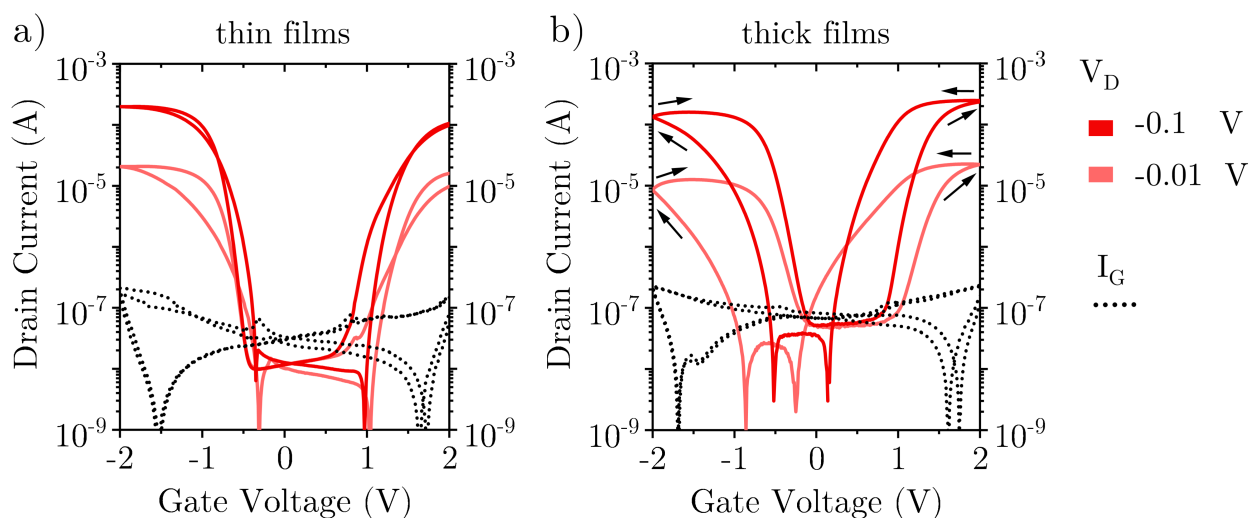 a) thin films
b) thick films
10^-3
10^-5
10^-7
10^-9
10^-3
10^-5
10^-7
10^-9
Drain Current (A)
-2 -1 0 1 2
Gate Voltage (V)
10^-3
10^-5
10^-7
10^-9
10^-3
10^-5
10^-7
10^-9
Drain Current (A)
-2 -1 0 1 2
Gate Voltage (V)
V_D
-0.1 V
-0.01 V
I_G